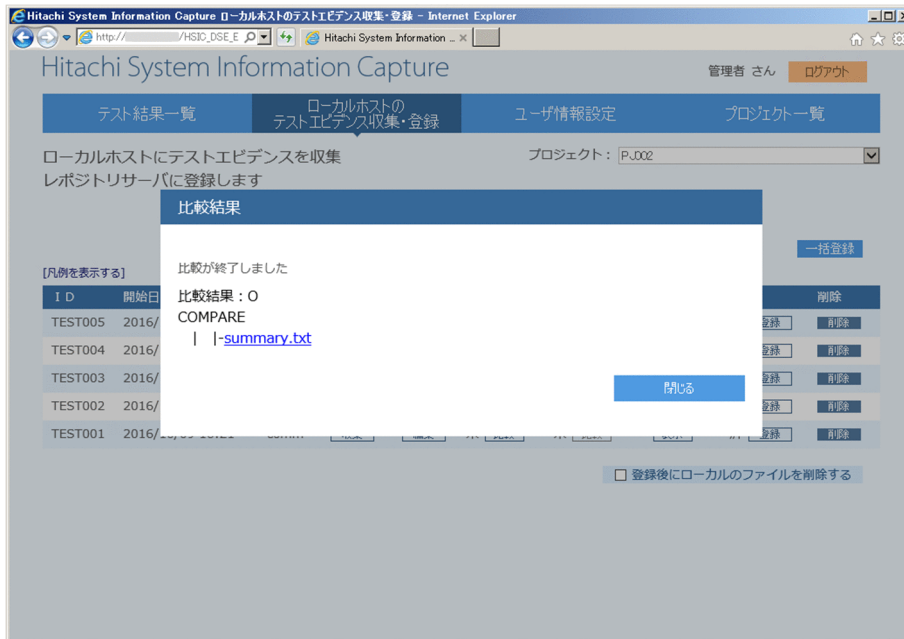 Hitachi System Information Capture ローカルホストのテストエビデンス収集・登録 - Internet Explorer
http:// /HSIC_DSE_E
Hitachi System Information ...
Hitachi System Information Capture
管理者 さん
ログアウト
テスト結果一覧
ローカルホストの
テストエビデンス収集・登録
ユーザ情報設定
プロジェクト一覧
ローカルホストにテストエビデンスを収集
レポジトリサーバに登録します
プロジェクト： PJ002
比較結果
一括登録
比較が終了しました
[凡例を表示する]
比較結果：O
COMPARE
| |-summary.txt
閉じる
ＩＤ 開始日 削除
TEST005 2016/ 登録 削除
TEST004 2016/ 登録 削除
TEST003 2016/ 登録 削除
TEST002 2016/ 登録 削除
TEST001 2016/ 登録 削除
登録後にローカルのファイルを削除する